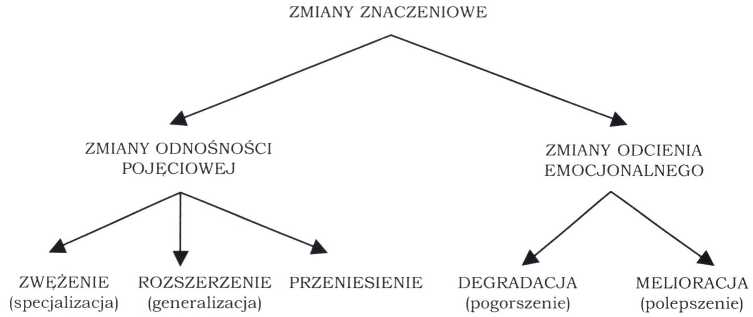 ZMIANY ZNACZENIOWE
ZMIANY ODNOŚNOŚCI
POJĘCIOWEJ
ZMIANY ODCIENIA
EMOCJONALNEGO
ZWĘŻENIE
(specjalizacja)
ROZSZERZENIE
(generalizacja)
PRZENIESIENIE
DEGRADACJA
(pogorszenie)
MELIORACJA
(polepszenie)